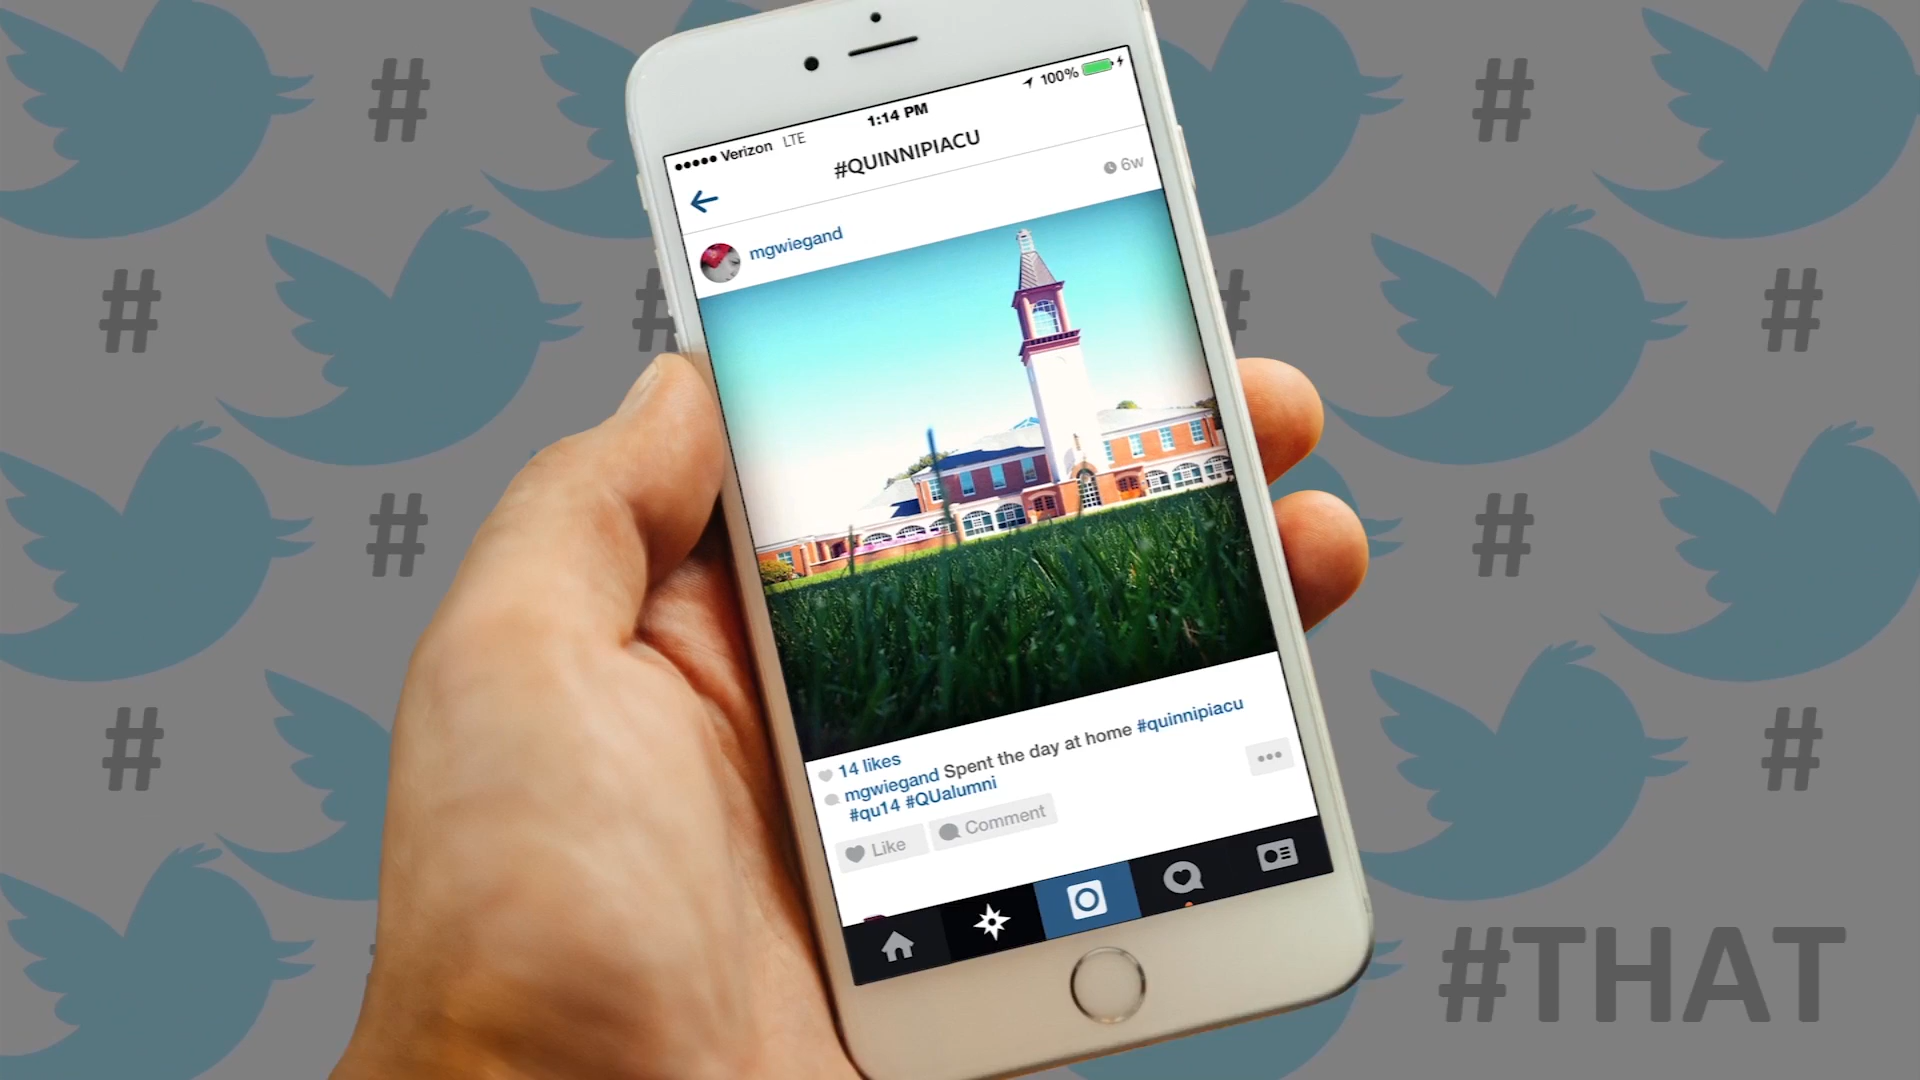 Verizon LTE
1:14 PM
100%
#QUINNIPIACU
mgwiegand
6w
14 likes
mgwiegand Spent the day at home #quinnipiacu
#qu14 #QUalumni
Like
Comment
#
#
#
#
#
#
#
#
#
#
#THAT